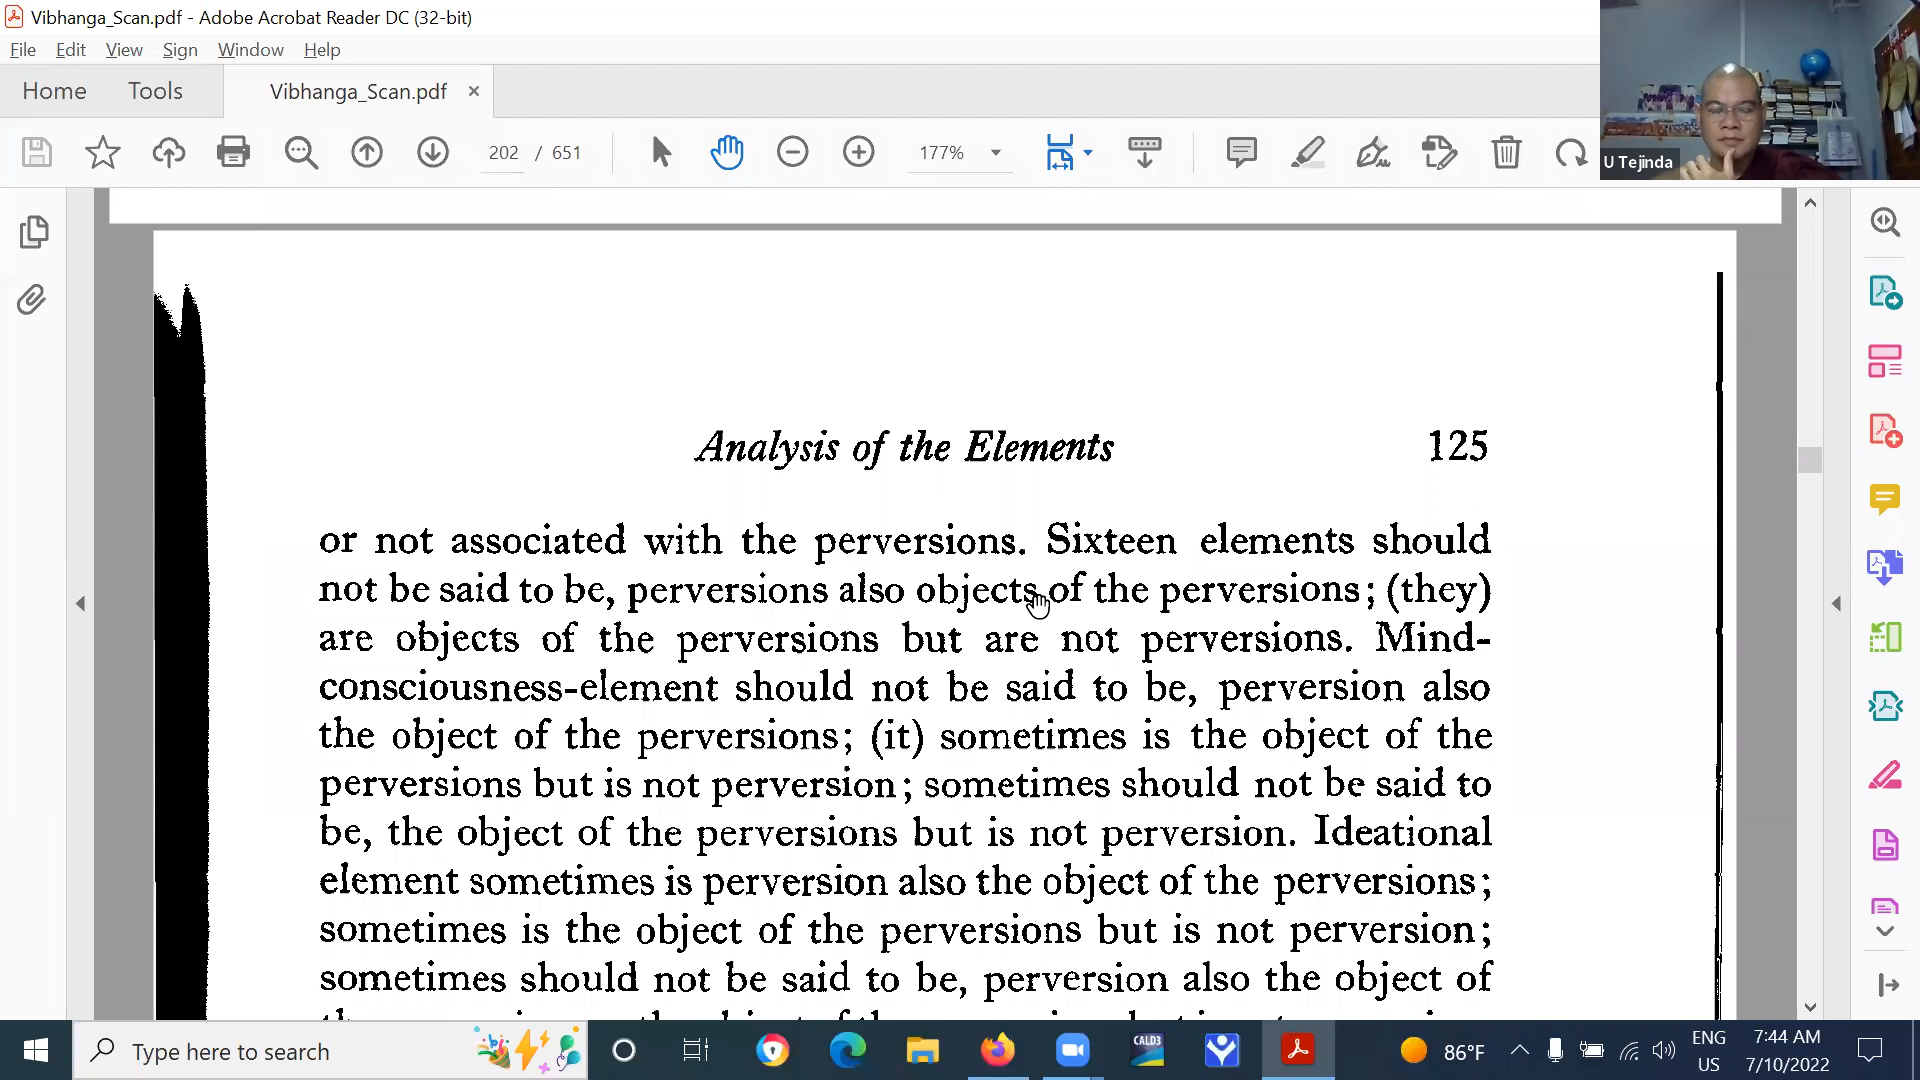 Vibhanga_Scan.pdf - Adobe Acrobat Reader DC (32-bit)
File Edit View Sign Window Help
Home Tools Vibhanga_Scan.pdf ×
202 / 651 177%
U Tejinda
Analysis of the Elements 125
or not associated with the perversions. Sixteen elements should
not be said to be, perversions also objects of the perversions; (they)
are objects of the perversions but are not perversions. Mind-
consciousness-element should not be said to be, perversion also
the object of the perversions; (it) sometimes is the object of the
perversions but is not perversion; sometimes should not be said to
be, the object of the perversions but is not perversion. Ideational
element sometimes is perversion also the object of the perversions;
sometimes is the object of the perversions but is not perversion;
sometimes should not be said to be, perversion also the object of
Type here to search
CALD3
86°F
ENG
US
7:44 AM
7/10/2022